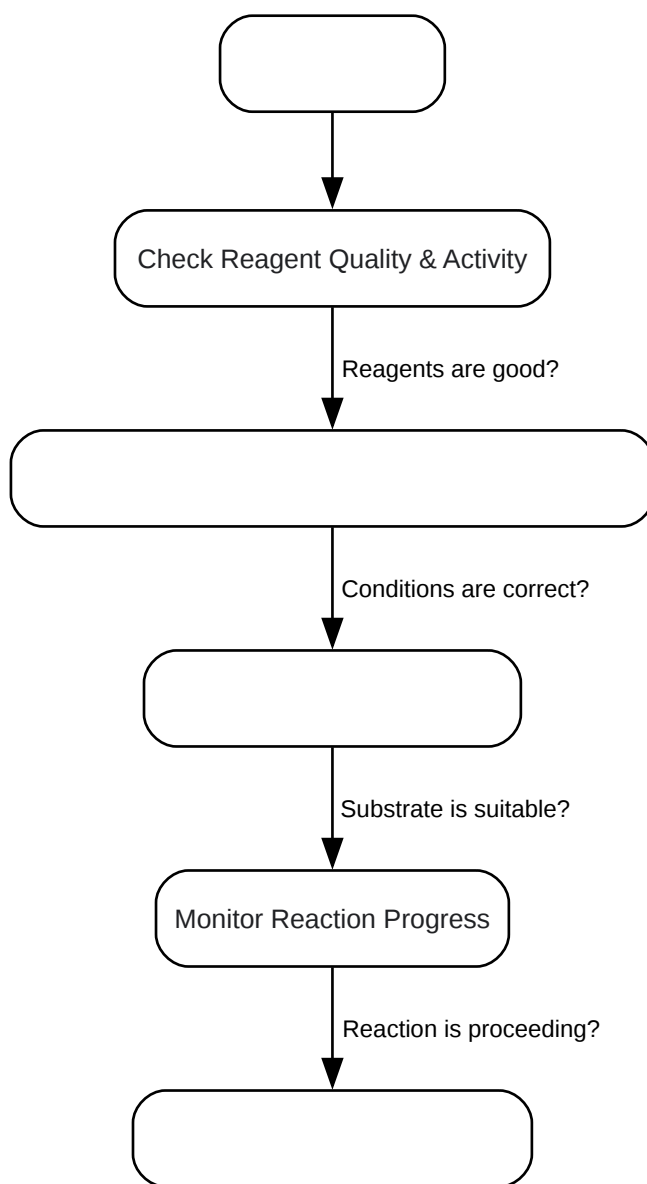 Check Reagent Quality & Activity
Reagents are good?
Conditions are correct?
Substrate is suitable?
Monitor Reaction Progress
Reaction is proceeding?